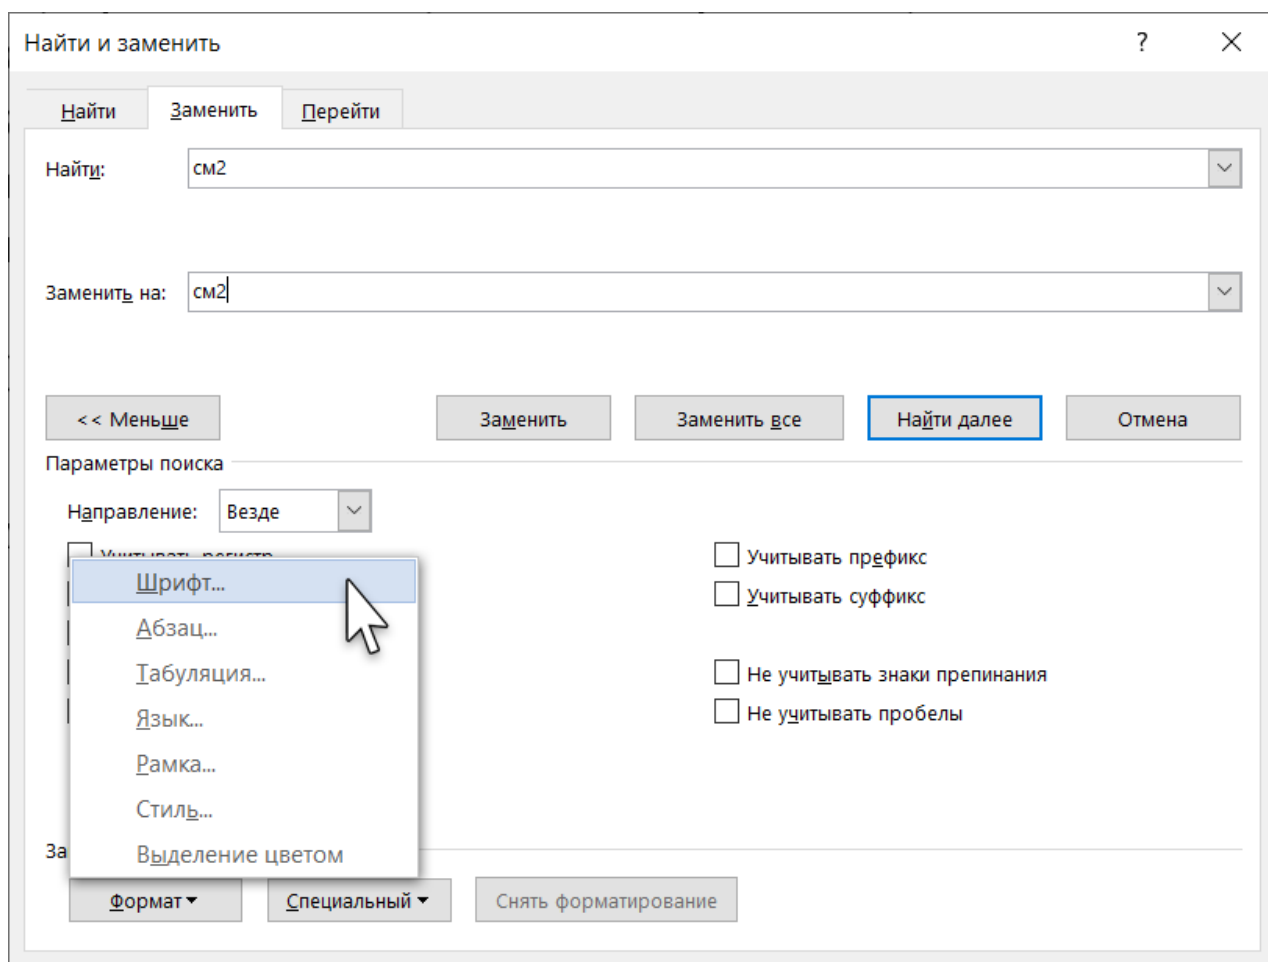 Найти и заменить ?
Найти Заменить Перейти
Найти: см2
Заменить на: см2
<< Меньше Заменить Заменить все Найти далее Отмена
Параметры поиска
Направление: Везде
Учитывать регистр Учитывать префикс
Шрифт... Учитывать суффикс
Абзац...
Табуляция... Не учитывать знаки препинания
Язык... Не учитывать пробелы
Рамка...
Стиль...
За Выделение цветом
Формат Специальный Снять форматирование